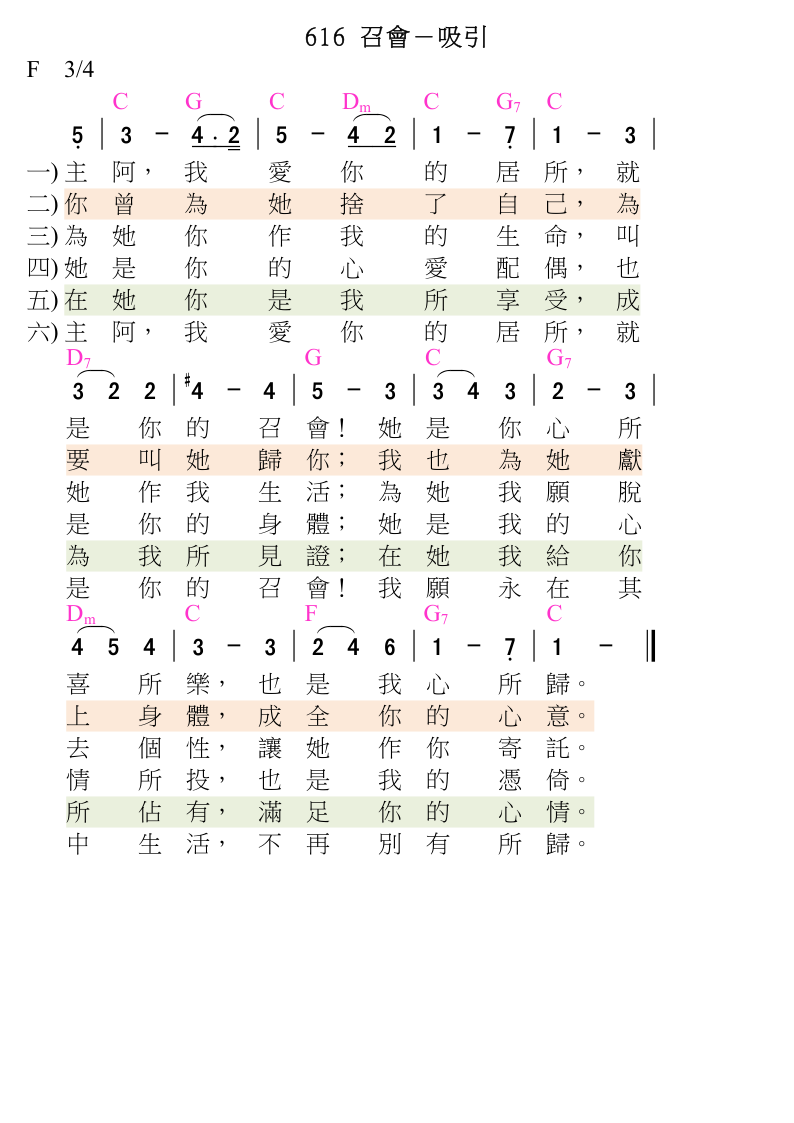 616 召會－吸引
F 3/4
C G C Dm C G7 C
5 | 3 － 4 . 2 | 5 － 4 2 | 1 － 7 | 1 － 3 |
一) 主 阿， 我 愛 你 的 居 所， 就
二) 你 曾 為 她 捨 了 自 己， 為
三) 為 她 你 作 我 的 生 命， 叫
四) 她 是 你 的 心 愛 配 偶， 也
五) 在 她 你 是 我 所 享 受， 成
六) 主 阿， 我 愛 你 的 居 所， 就
D7 G C G7
3 2 2 | #4 － 4 | 5 － 3 | 3 4 3 | 2 － 3 |
是 你 的 召 會！ 她 是 你 心 所
要 叫 她 歸 你； 我 也 為 她 獻
她 作 我 生 活； 為 她 我 願 脫
是 你 的 身 體； 她 是 我 的 心
為 我 所 見 證； 在 她 我 給 你
是 你 的 召 會！ 我 願 永 在 其
Dm C F G7 C
4 5 4 | 3 － 3 | 2 4 6 | 1 － 7 | 1 － ‖
喜 所 樂， 也 是 我 心 所 歸。
上 身 體， 成 全 你 的 心 意。
去 個 性， 讓 她 作 你 寄 託。
情 所 投， 也 是 我 的 憑 倚。
所 佔 有， 滿 足 你 的 心 情。
中 生 活， 不 再 別 有 所 歸。